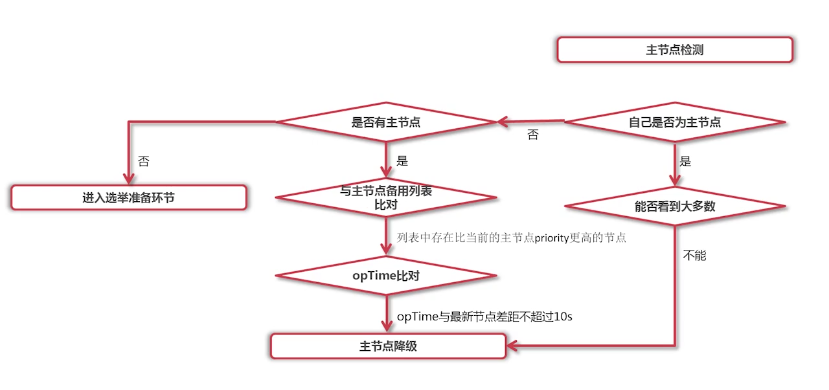 主节点检测
是否有主节点
否
自己是否为主节点
否
是
是
进入选举准备环节
与主节点备用列表
比对
能否看到大多数
列表中存在比当前的主节点priority更高的节点
不能
opTime比对
opTime与最新节点差距不超过10s
主节点降级